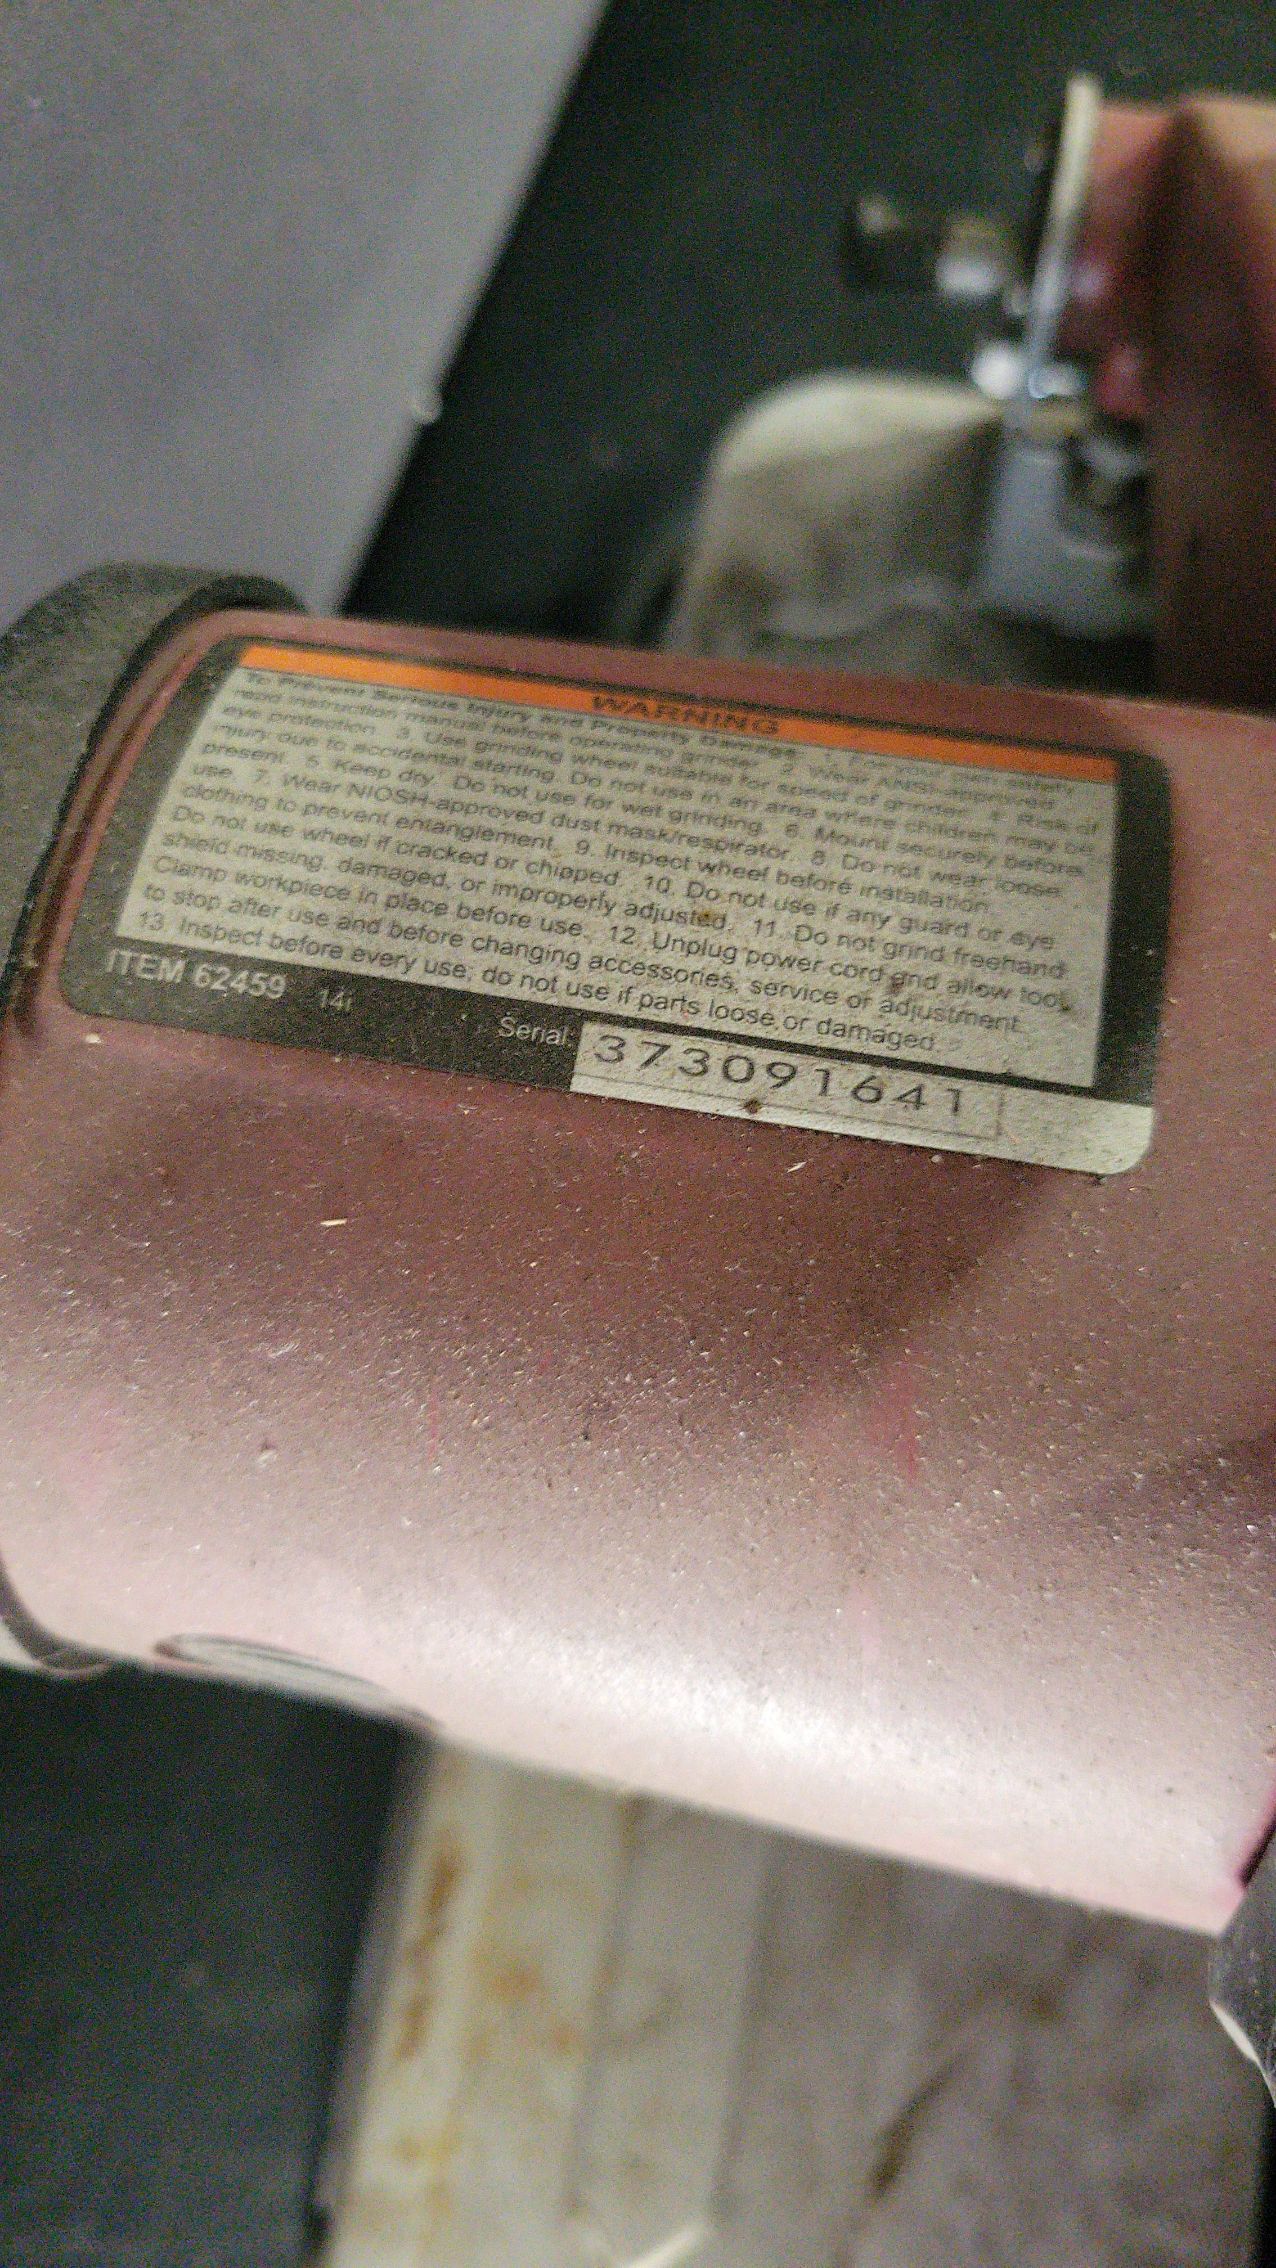 WARNING
To Prevent Serious Injury and Property Damage: 1. For your own safety
read instruction manual before operating grinder. 2. Wear ANSI-approved
eye protection. 3. Use grinding wheel suitable for speed of grinder. 4. Risk of
injury due to accidental starting. Do not use in an area where children may be
present. 5. Keep dry. Do not use for wet grinding. 6. Mount securely before
use. 7. Wear NIOSH-approved dust mask/respirator. 8. Do not wear loose
clothing to prevent entanglement. 9. Inspect wheel before installation.
Do not use wheel if cracked or chipped. 10. Do not use if any guard or eye
shield missing, damaged, or improperly adjusted. 11. Do not grind freehand.
Clamp workpiece in place before use. 12. Unplug power cord and allow tool
to stop after use and before changing accessories, service or adjustment.
13. Inspect before every use; do not use if parts loose or damaged.
ITEM 62459 14i
Serial 373091641